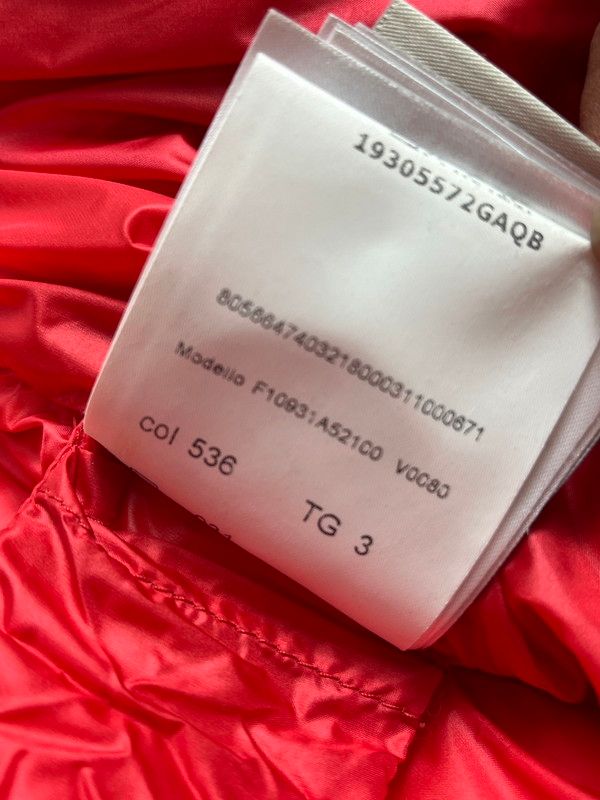 19305572GAQB
8056647403218000311000671
Modello F10931A52100 V0080
col 536 TG 3